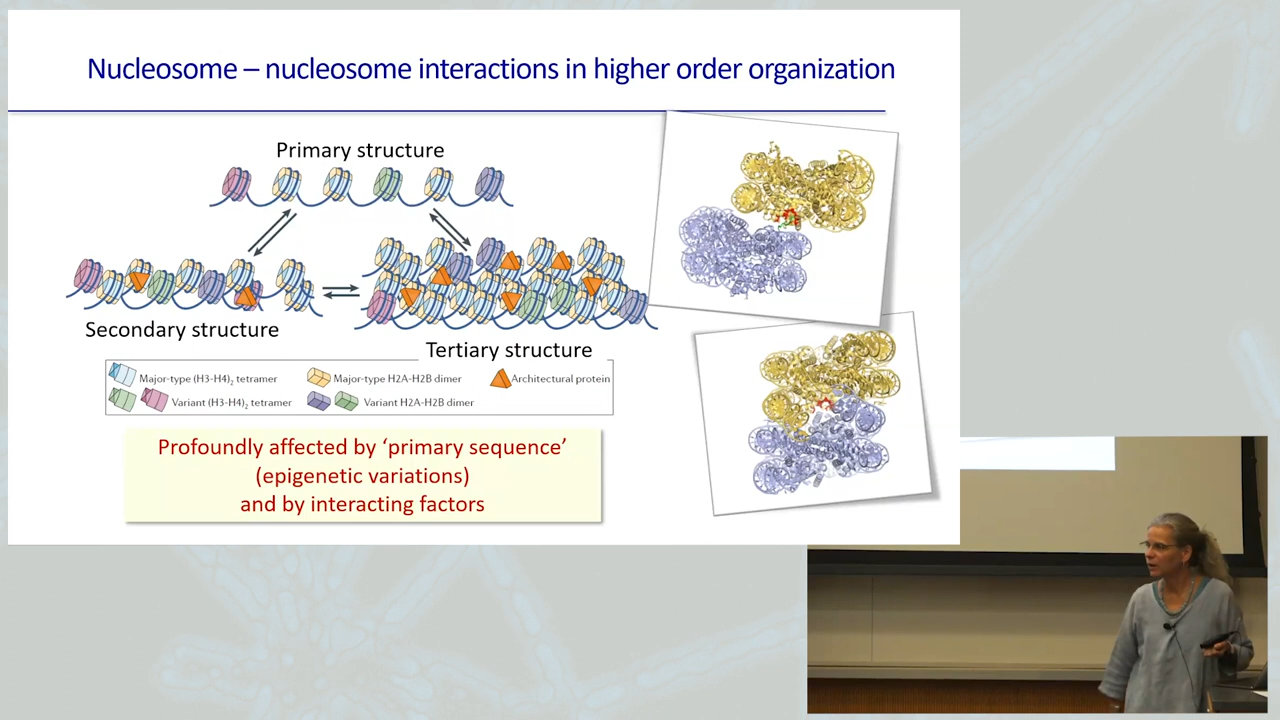 Nucleosome – nucleosome interactions in higher order organization
Primary structure
Secondary structure
Tertiary structure
Major-type (H3-H4)2 tetramer
Major-type H2A-H2B dimer
Architectural protein
Variant (H3-H4)2 tetramer
Variant H2A-H2B dimer
Profoundly affected by ‘primary sequence’
(epigenetic variations)
and by interacting factors